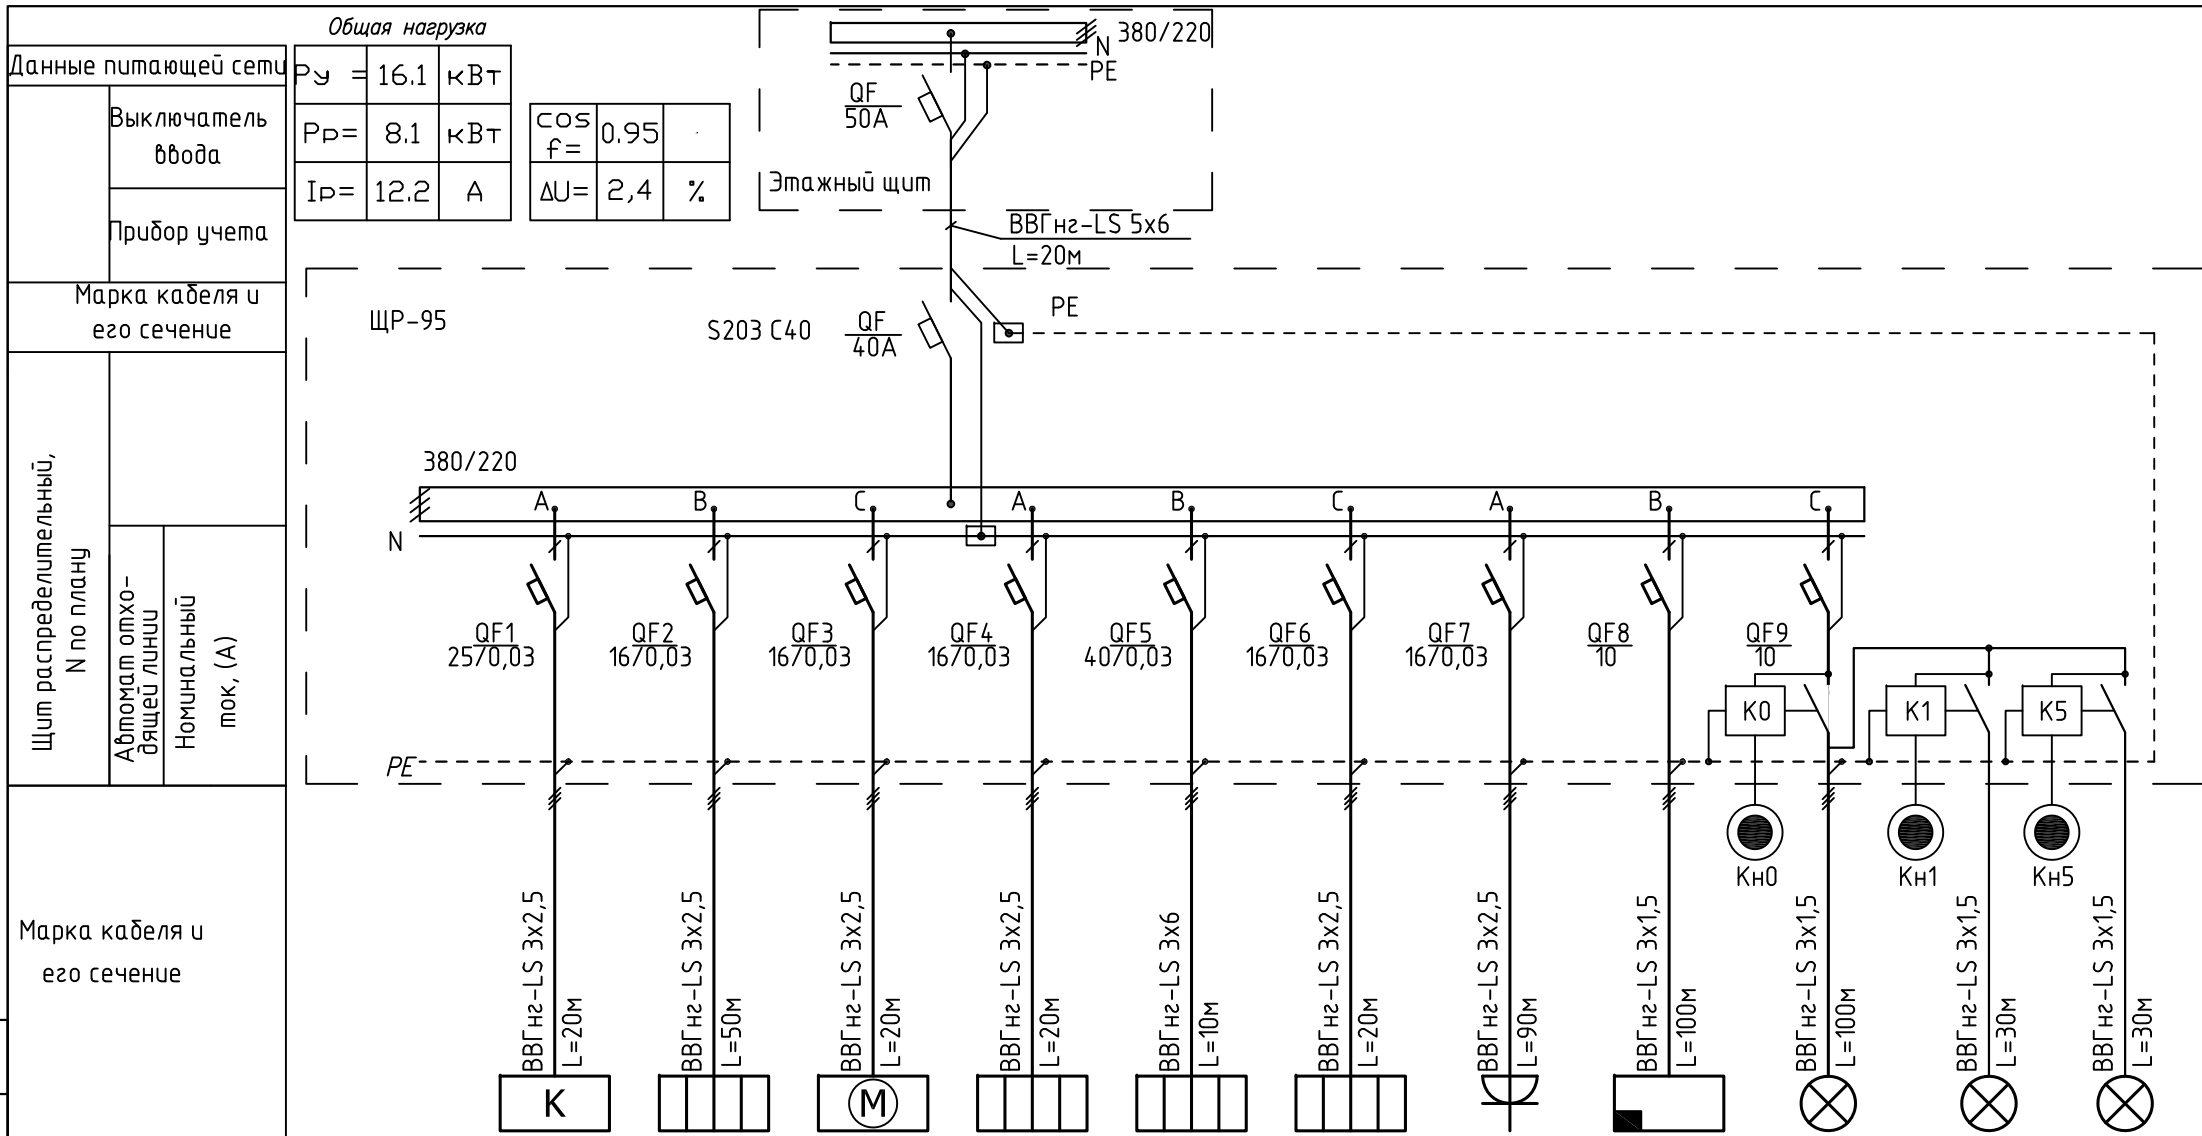 Общая нагрузка
Данные питающей сети
Выключатель
ввода
Прибор учета
Марка кабеля и
его сечение
Щит распределительный,
N по плану
Автомат отхо-
дящей линии
Номинальный
ток, (А)
Марка кабеля и
его сечение
Ру = 16.1 кВт
Рр= 8.1 кВт
Iр= 12.2 А
cos
f= 0.95
ΔU= 2,4 %
380/220
N
PE
QF
50А
Этажный щит
ВВГнг-LS 5х6
L=20м
ЩР-95
S203 C40
QF
40А
PE
380/220
A B C A B C A B C
N
QF1
25/0,03
QF2
16/0,03
QF3
16/0,03
QF4
16/0,03
QF5
40/0,03
QF6
16/0,03
QF7
16/0,03
QF8
10
QF9
10
К0
К1
К5
PE
Кн0
Кн1
Кн5
ВВГнг-LS 3х2,5
L=20м
ВВГнг-LS 3х2,5
L=50м
ВВГнг-LS 3х2,5
L=20м
ВВГнг-LS 3х2,5
L=20м
ВВГнг-LS 3х6
L=10м
ВВГнг-LS 3х2,5
L=20м
ВВГнг-LS 3х2,5
L=90м
ВВГнг-LS 3х1,5
L=100м
ВВГнг-LS 3х1,5
L=100м
ВВГнг-LS 3х1,5
L=30м
ВВГнг-LS 3х1,5
L=30м
К
М